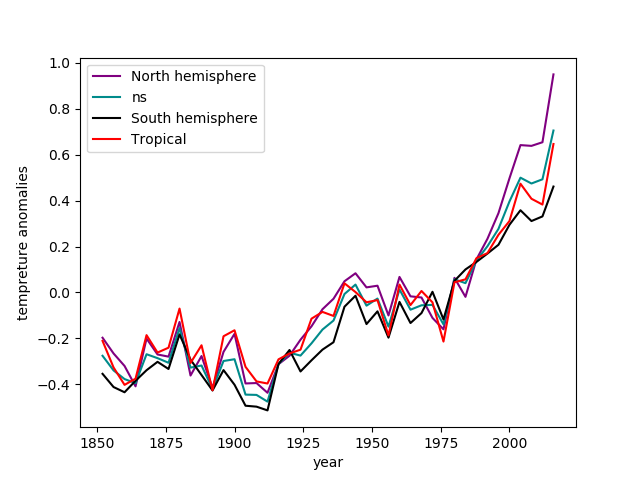 1.0
0.8
0.6
0.4
0.2
0.0
−0.2
−0.4
tempreture anomalies
North hemisphere
ns
South hemisphere
Tropical
1850 1875 1900 1925 1950 1975 2000
year